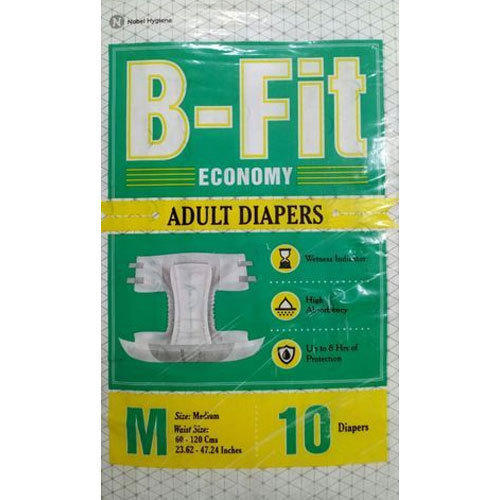 N Nobel Hygiene
B-Fit
ECONOMY
ADULT DIAPERS
Wetness Indicator
High
Absorbency
Up to 8 Hrs of
Protection
M
Size: Medium
Waist Size:
60 - 120 Cms
23.62 - 47.24 Inches
10 Diapers